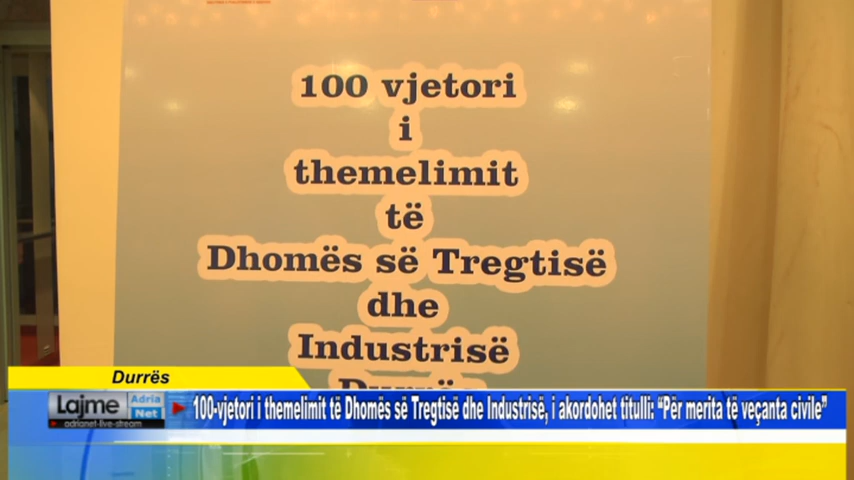 100 vjetori
i
themelimit
të
Dhomës së Tregtisë
dhe
Industrisë
Durrës
Durrës
Lajme Adria Net
100-vjetori i themelimit të Dhomës së Tregtisë dhe Industrisë, i akordohet titulli: “Për merita të veçanta civile”
adrianet-live-stream